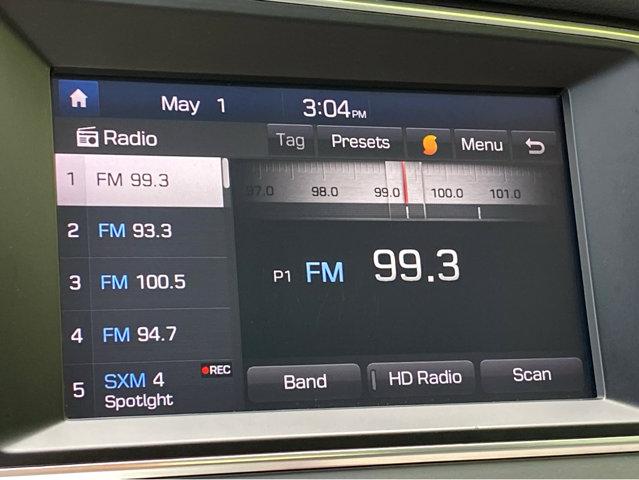 May 1
3:04PM
Radio
Tag
Presets
Menu
1 FM 99.3
97.0 98.0 99.0 100.0 101.0
2 FM 93.3
P1 FM 99.3
3 FM 100.5
4 FM 94.7
5 SXM 4
REC
Spotlght
Band
HD Radio
Scan